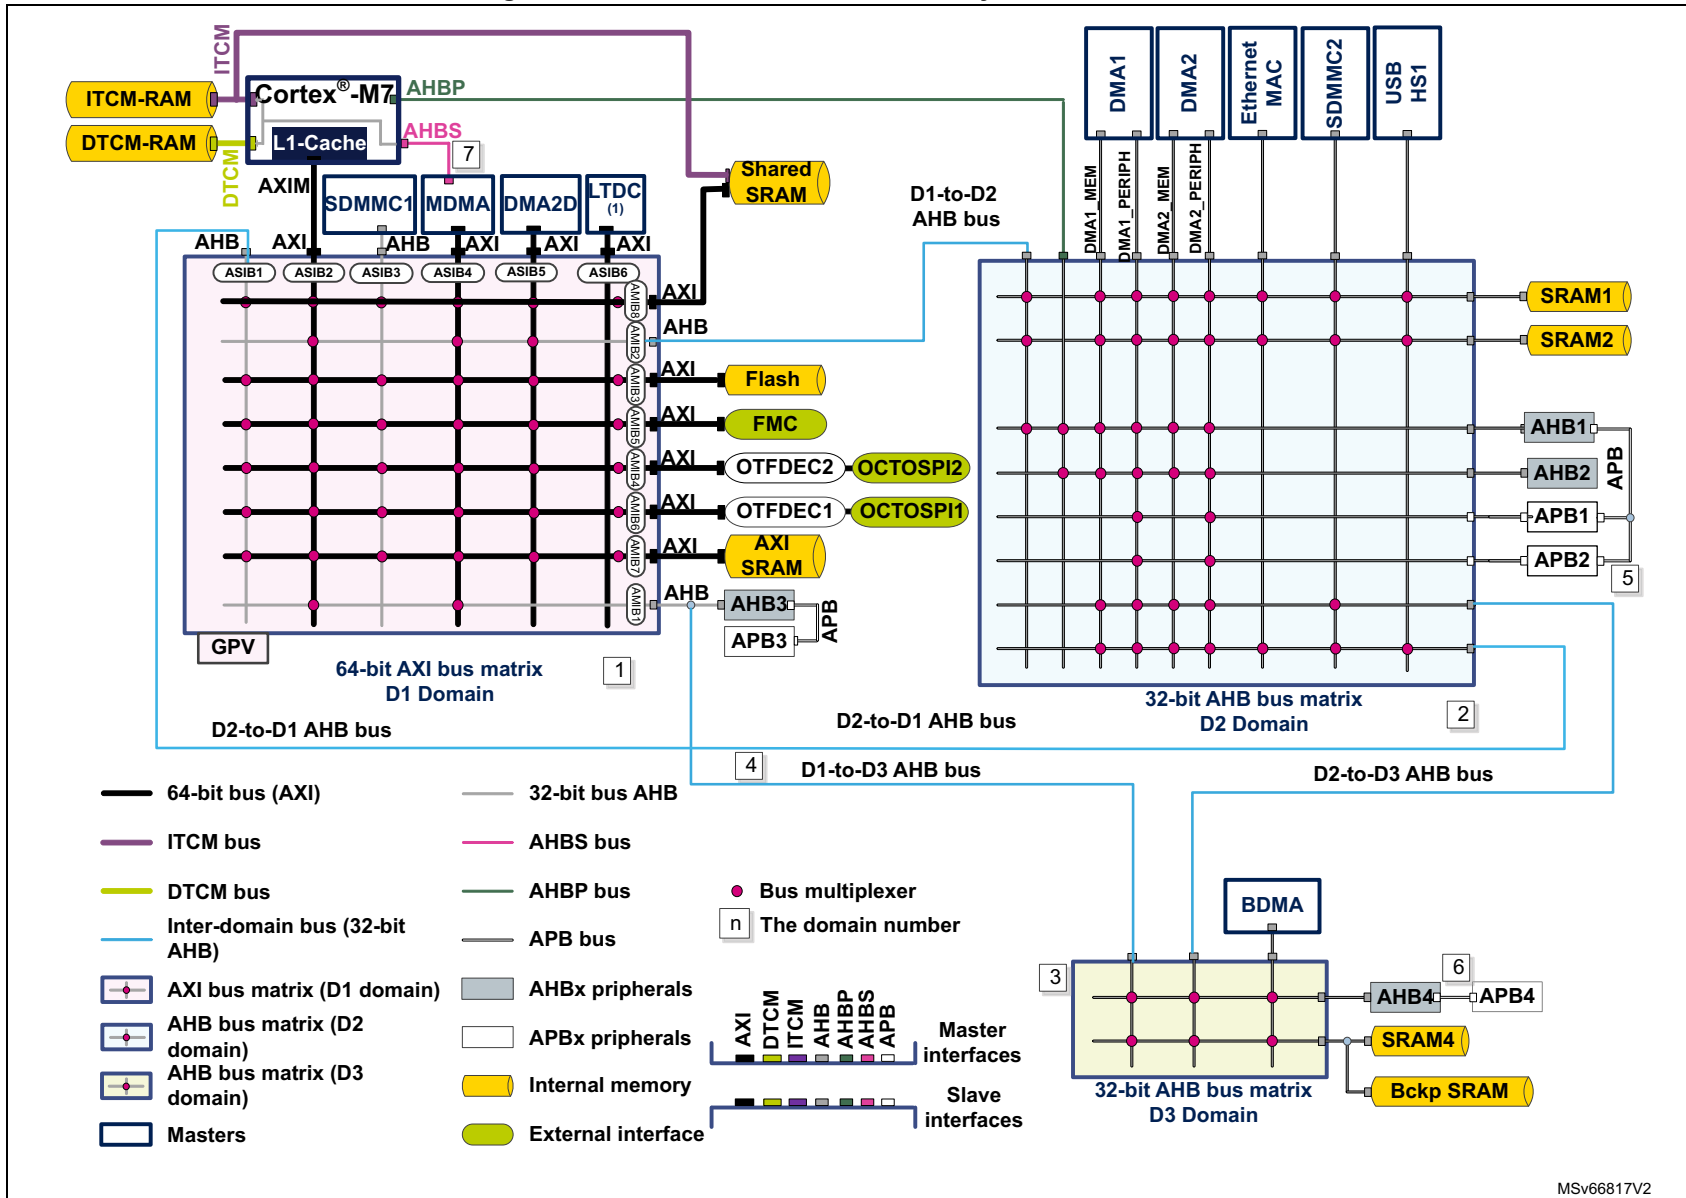 ITCM
ITCM-RAM
DTCM-RAM
DTCM
Cortex®-M7
L1-Cache
AHBP
AHBS
7
AXIM
SDMMC1
MDMA
DMA2D
LTDC
(1)
Shared
SRAM
AHB
AXI
AHB
AXI
AXI
AXI
ASIB1
ASIB2
ASIB3
ASIB4
ASIB5
ASIB6
AMIB8
AXI
AMIB2
AHB
AMIB3
AXI
Flash
AMIB5
AXI
FMC
AMIB4
AXI
OTFDEC2
OCTOSPI2
AMIB6
AXI
OTFDEC1
OCTOSPI1
AMIB7
AXI
AXI
SRAM
AMIB1
AHB
AHB3
APB3
APB
GPV
64-bit AXI bus matrix
D1 Domain
1
D1-to-D2
AHB bus
DMA1
DMA2
Ethernet
MAC
SDMMC2
USB
HS1
DMA1_MEM
DMA1_PERIPH
DMA2_MEM
DMA2_PERIPH
SRAM1
SRAM2
AHB1
AHB2
APB
APB1
APB2
5
32-bit AHB bus matrix
D2 Domain
2
D2-to-D1 AHB bus
D2-to-D1 AHB bus
4
D1-to-D3 AHB bus
D2-to-D3 AHB bus
64-bit bus (AXI)
ITCM bus
DTCM bus
Inter-domain bus (32-bit
AHB)
AXI bus matrix (D1 domain)
AHB bus matrix (D2
domain)
AHB bus matrix (D3
domain)
Masters
32-bit bus AHB
AHBS bus
AHBP bus
APB bus
AHBx pripherals
APBx pripherals
Internal memory
External interface
Bus multiplexer
n
The domain number
AXI
DTCM
ITCM
AHB
AHBP
AHBS
APB
Master
interfaces
Slave
interfaces
BDMA
3
AHB4
6
APB4
SRAM4
Bckp SRAM
32-bit AHB bus matrix
D3 Domain
MSv66817V2